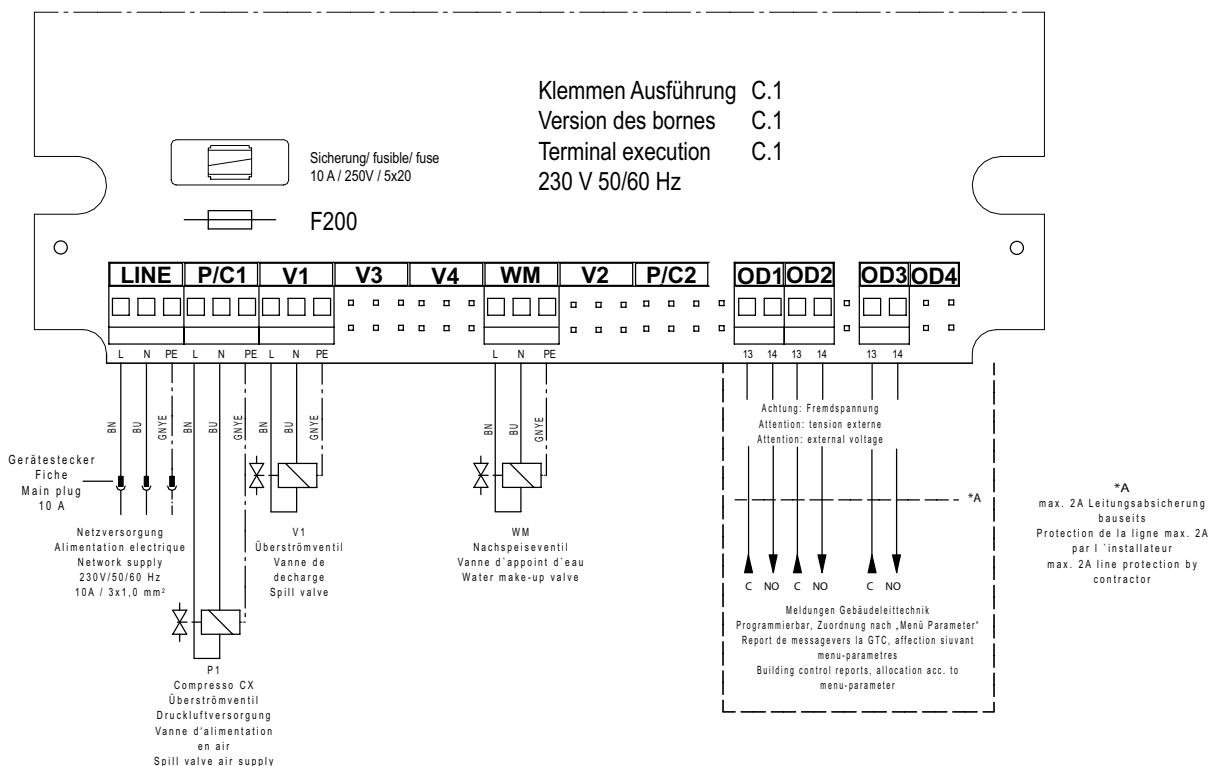 Klemmen Ausführung C.1
Version des bornes C.1
Terminal execution C.1
230 V 50/60 Hz
Sicherung/ fusible/ fuse
10 A / 250V / 5x20
F200
LINE P/C1 V1 V3 V4 WM V2 P/C2 OD1 OD2 OD3 OD4
L N PE L N PE L N PE L N PE 13 14 13 14 13 14
BN BU GNYE BN BU GNYE BN BU GNYE BN BU GNYE
Achtung: Fremdspannung
Attention: tension externe
Attention: external voltage
Gerätestecker
Fiche
Main plug
10 A
Netzversorgung
Alimentation electrique
Network supply
230V/50/60 Hz
10A / 3x1,0 mm²
V1
Überströmventil
Vanne de
decharge
Spill valve
WM
Nachspeiseventil
Vanne d`appoint d`eau
Water make-up valve
*A
C NO C NO C NO
Meldungen Gebäudeleittechnik
Programmierbar, Zuordnung nach „Menü Parameter“
Report de messagevers la GTC, affection siuvant
menu-parametres
Building control reports, allocation acc. to
menu-parameter
*A
max. 2A Leitungsabsicherung
bauseits
Protection de la ligne max. 2A
par l `installateur
max. 2A line protection by
contractor
P1
Compresso CX
Überströmventil
Druckluftversorgung
Vanne d'alimentation
en air
Spill valve air supply